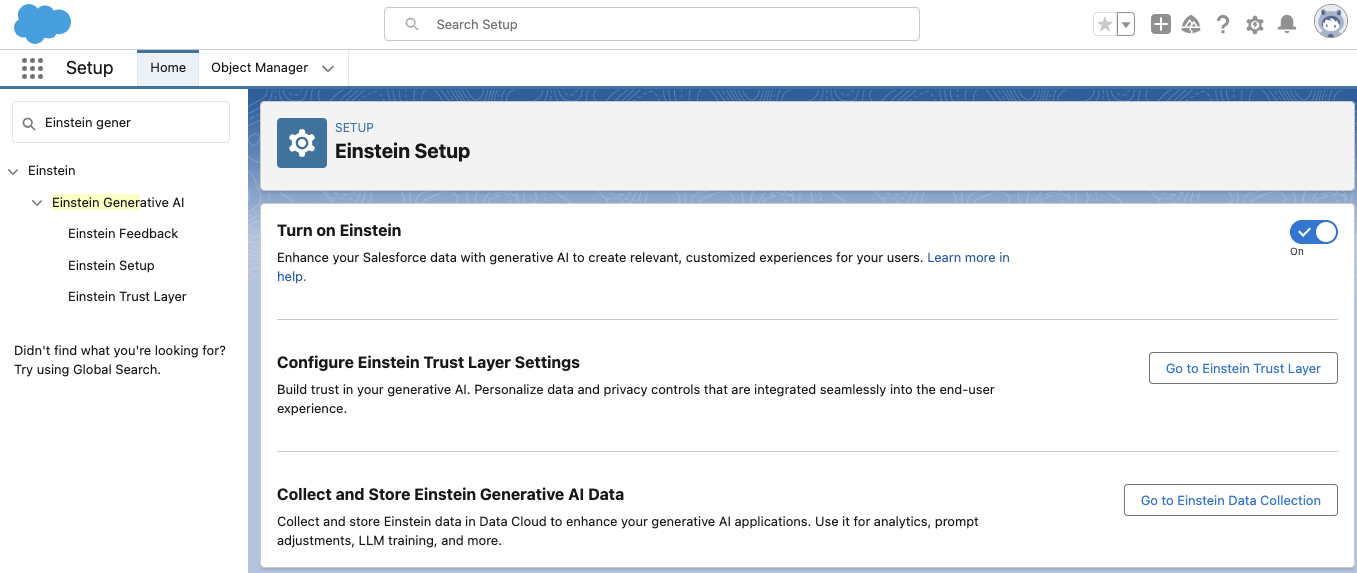 Search Setup
Setup
Home
Object Manager
Einstein gener
Einstein
Einstein Generative AI
Einstein Feedback
Einstein Setup
Einstein Trust Layer
Didn't find what you're looking for?
Try using Global Search.
SETUP
Einstein Setup
Turn on Einstein
Enhance your Salesforce data with generative AI to create relevant, customized experiences for your users. Learn more in
help.
On
Configure Einstein Trust Layer Settings
Build trust in your generative AI. Personalize data and privacy controls that are integrated seamlessly into the end-user
experience.
Go to Einstein Trust Layer
Collect and Store Einstein Generative AI Data
Collect and store Einstein data in Data Cloud to enhance your generative AI applications. Use it for analytics, prompt
adjustments, LLM training, and more.
Go to Einstein Data Collection